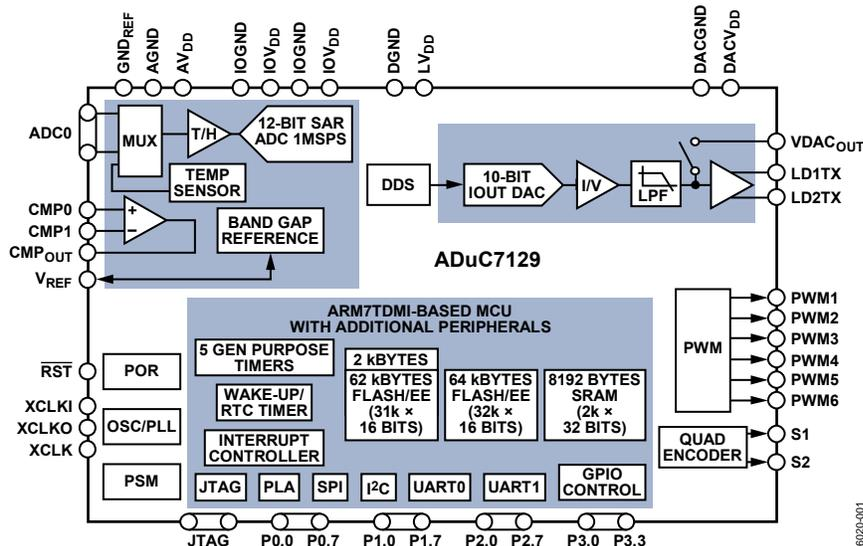 GNDREF
AGND
AVDD
IOGND
IOVDD
IOGND
IOVDD
DGND
LVDD
DACGND
DACVDD
ADC0
MUX
T/H
12-BIT SAR
ADC 1MSPS
TEMP
SENSOR
CMP0
CMP1
CMPOUT
VREF
+
–
BAND GAP
REFERENCE
DDS
10-BIT
IOUT DAC
I/V
LPF
VDACOUT
LD1TX
LD2TX
ADuC7129
ARM7TDMI-BASED MCU
WITH ADDITIONAL PERIPHERALS
RST
XCLKI
XCLKO
XCLK
POR
OSC/PLL
PSM
5 GEN PURPOSE
TIMERS
WAKE-UP/
RTC TIMER
INTERRUPT
CONTROLLER
2 kBYTES
62 kBYTES
FLASH/EE
(31k ×
16 BITS)
64 kBYTES
FLASH/EE
(32k ×
16 BITS)
8192 BYTES
SRAM
(2k ×
32 BITS)
JTAG
PLA
SPI
I2C
UART0
UART1
GPIO
CONTROL
PWM
PWM1
PWM2
PWM3
PWM4
PWM5
PWM6
QUAD
ENCODER
S1
S2
JTAG
P0.0
P0.7
P1.0
P1.7
P2.0
P2.7
P3.0
P3.3
6020-001